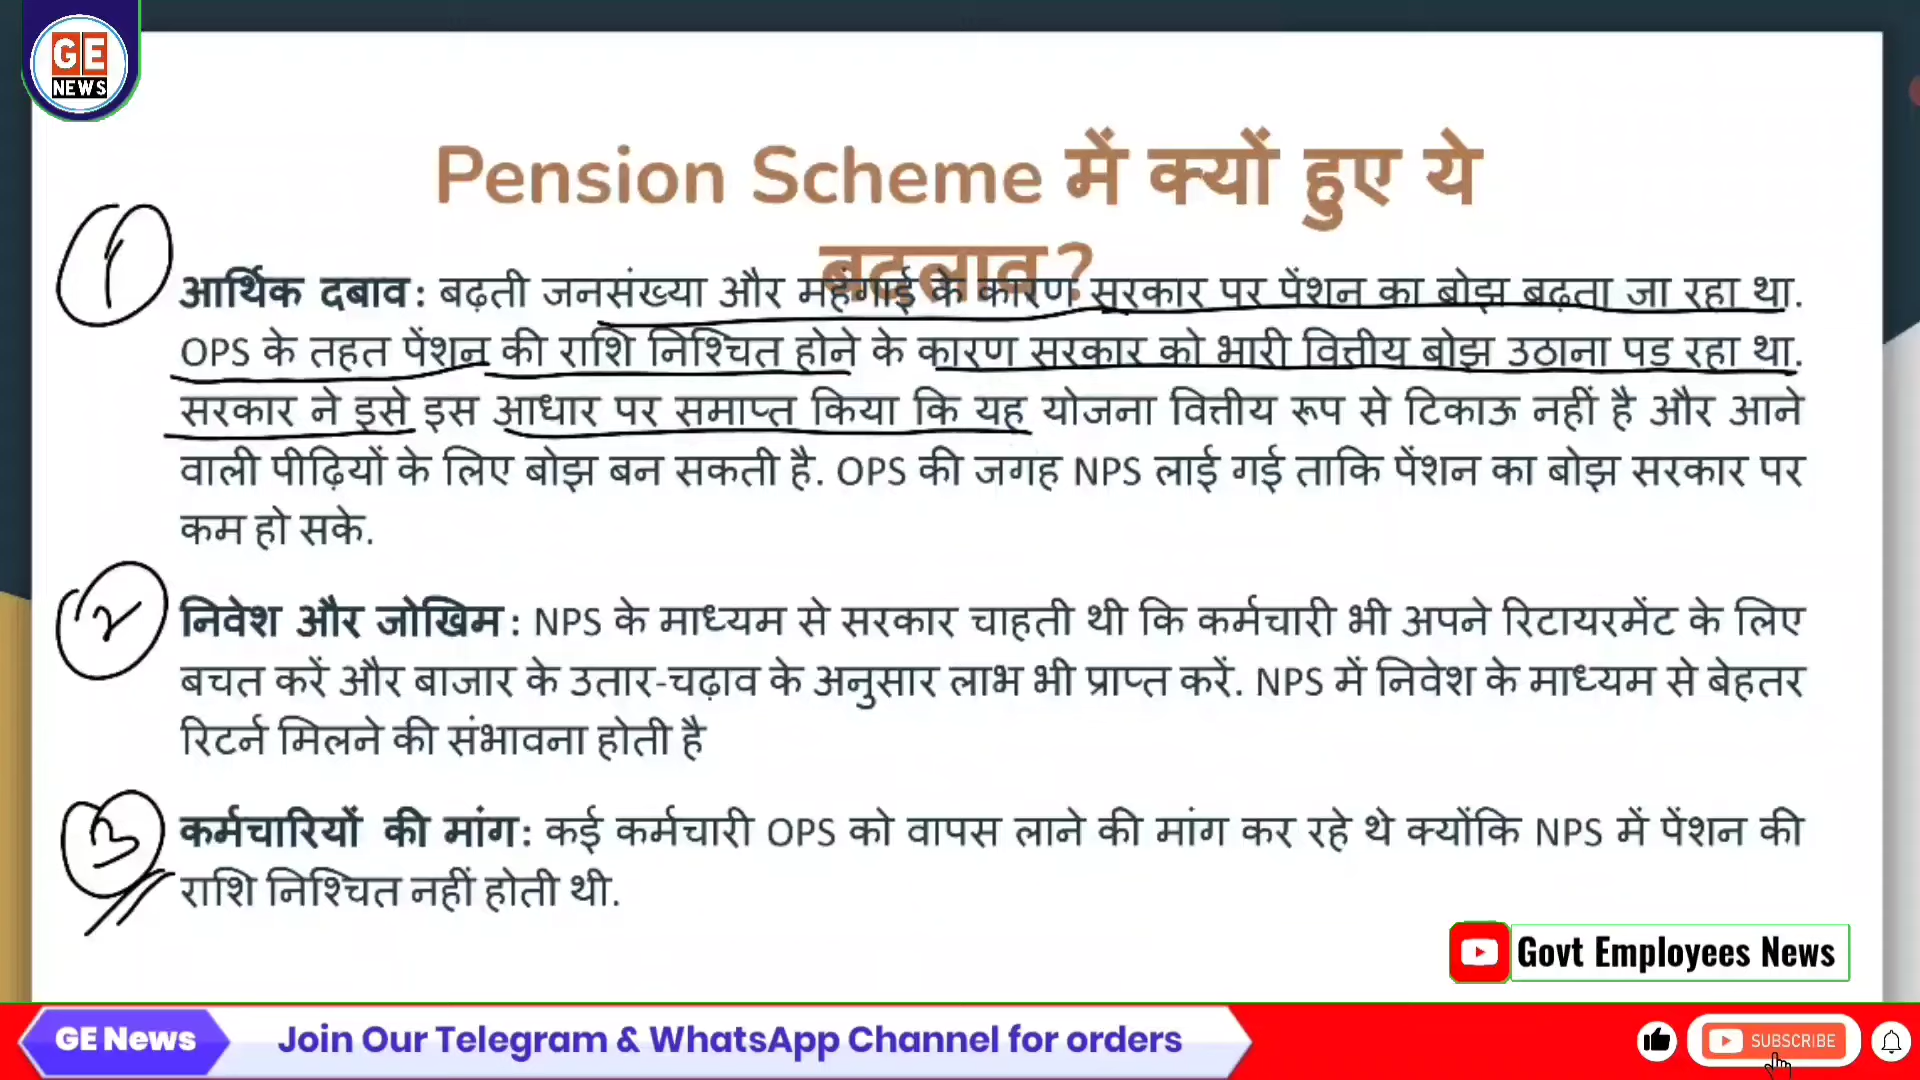 GE
NEWS
Pension Scheme में क्यों हुए ये
बदलाव?
1
आर्थिक दबाव: बढ़ती जनसंख्या और महंगाई के कारण सरकार पर पेंशन का बोझ बढ़ता जा रहा था.
OPS के तहत पेंशन की राशि निश्चित होने के कारण सरकार को भारी वित्तीय बोझ उठाना पड रहा था.
सरकार ने इसे इस आधार पर समाप्त किया कि यह योजना वित्तीय रूप से टिकाऊ नहीं है और आने
वाली पीढ़ियों के लिए बोझ बन सकती है. OPS की जगह NPS लाई गई ताकि पेंशन का बोझ सरकार पर
कम हो सके.
2
निवेश और जोखिम: NPS के माध्यम से सरकार चाहती थी कि कर्मचारी भी अपने रिटायरमेंट के लिए
बचत करें और बाजार के उतार-चढ़ाव के अनुसार लाभ भी प्राप्त करें. NPS में निवेश के माध्यम से बेहतर
रिटर्न मिलने की संभावना होती है
3
कर्मचारियों की मांग: कई कर्मचारी OPS को वापस लाने की मांग कर रहे थे क्योंकि NPS में पेंशन की
राशि निश्चित नहीं होती थी.
Govt Employees News
GE News
Join Our Telegram & WhatsApp Channel for orders
SUBSCRIBE